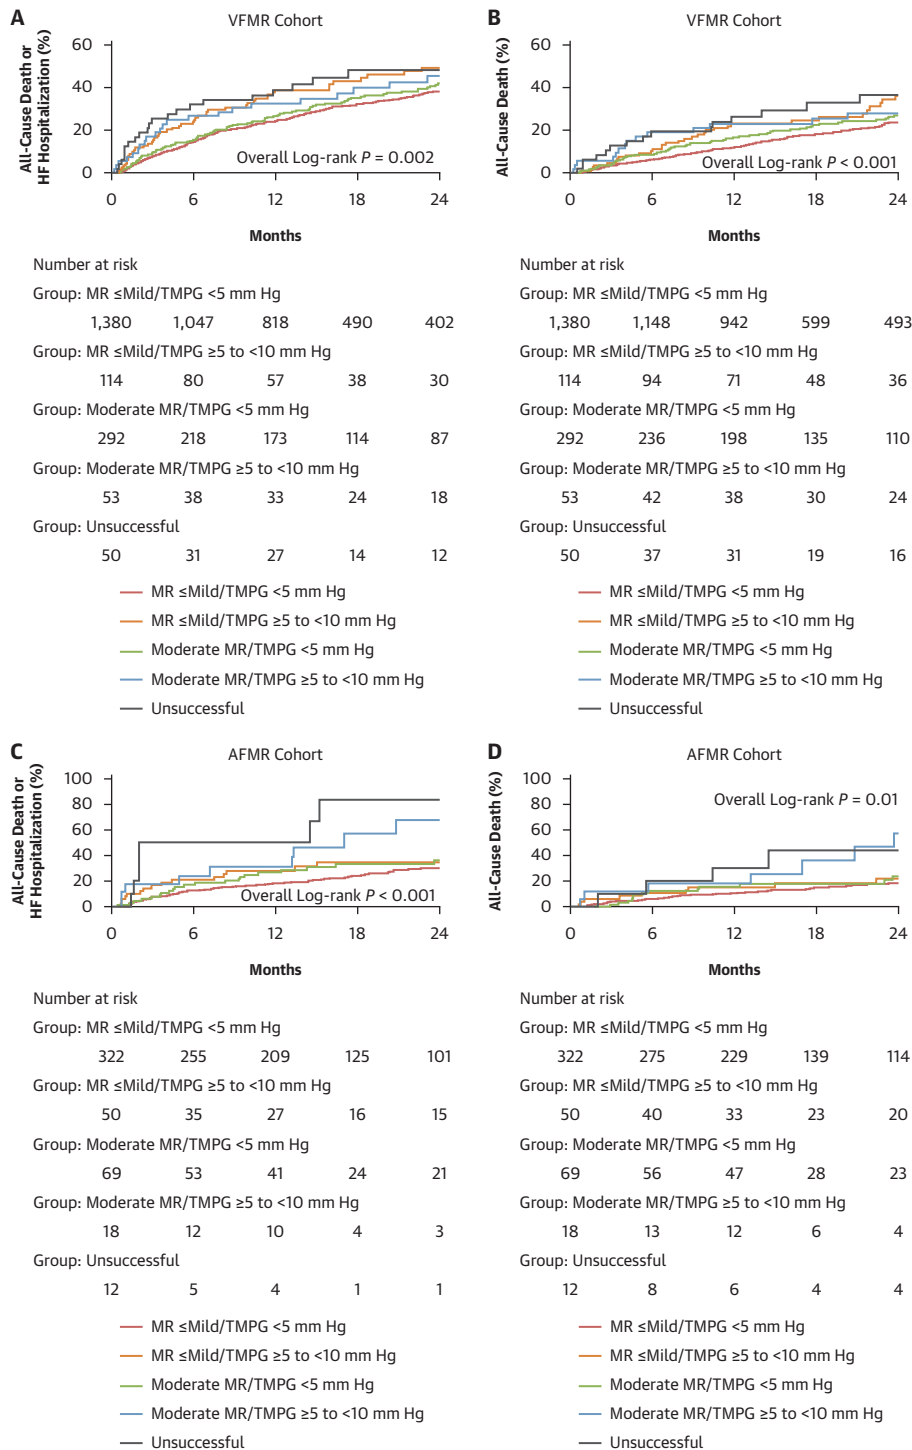 A
VFMR Cohort
All-Cause Death or
HF Hospitalization (%)
60
40
20
0
Overall Log-rank P = 0.002
0 6 12 18 24
Months
Number at risk
Group: MR ≤Mild/TMPG <5 mm Hg
1,380 1,047 818 490 402
Group: MR ≤Mild/TMPG ≥5 to <10 mm Hg
114 80 57 38 30
Group: Moderate MR/TMPG <5 mm Hg
292 218 173 114 87
Group: Moderate MR/TMPG ≥5 to <10 mm Hg
53 38 33 24 18
Group: Unsuccessful
50 31 27 14 12
MR ≤Mild/TMPG <5 mm Hg
MR ≤Mild/TMPG ≥5 to <10 mm Hg
Moderate MR/TMPG <5 mm Hg
Moderate MR/TMPG ≥5 to <10 mm Hg
Unsuccessful
B
VFMR Cohort
All-Cause Death (%)
60
40
20
0
Overall Log-rank P < 0.001
0 6 12 18 24
Months
Number at risk
Group: MR ≤Mild/TMPG <5 mm Hg
1,380 1,148 942 599 493
Group: MR ≤Mild/TMPG ≥5 to <10 mm Hg
114 94 71 48 36
Group: Moderate MR/TMPG <5 mm Hg
292 236 198 135 110
Group: Moderate MR/TMPG ≥5 to <10 mm Hg
53 42 38 30 24
Group: Unsuccessful
50 37 31 19 16
MR ≤Mild/TMPG <5 mm Hg
MR ≤Mild/TMPG ≥5 to <10 mm Hg
Moderate MR/TMPG <5 mm Hg
Moderate MR/TMPG ≥5 to <10 mm Hg
Unsuccessful
C
AFMR Cohort
All-Cause Death or
HF Hospitalization (%)
100
80
60
40
20
0
Overall Log-rank P < 0.001
0 6 12 18 24
Months
Number at risk
Group: MR ≤Mild/TMPG <5 mm Hg
322 255 209 125 101
Group: MR ≤Mild/TMPG ≥5 to <10 mm Hg
50 35 27 16 15
Group: Moderate MR/TMPG <5 mm Hg
69 53 41 24 21
Group: Moderate MR/TMPG ≥5 to <10 mm Hg
18 12 10 4 3
Group: Unsuccessful
12 5 4 1 1
MR ≤Mild/TMPG <5 mm Hg
MR ≤Mild/TMPG ≥5 to <10 mm Hg
Moderate MR/TMPG <5 mm Hg
Moderate MR/TMPG ≥5 to <10 mm Hg
Unsuccessful
D
AFMR Cohort
All-Cause Death (%)
100
80
60
40
20
0
Overall Log-rank P = 0.01
0 6 12 18 24
Months
Number at risk
Group: MR ≤Mild/TMPG <5 mm Hg
322 275 229 139 114
Group: MR ≤Mild/TMPG ≥5 to <10 mm Hg
50 40 33 23 20
Group: Moderate MR/TMPG <5 mm Hg
69 56 47 28 23
Group: Moderate MR/TMPG ≥5 to <10 mm Hg
18 13 12 6 4
Group: Unsuccessful
12 8 6 4 4
MR ≤Mild/TMPG <5 mm Hg
MR ≤Mild/TMPG ≥5 to <10 mm Hg
Moderate MR/TMPG <5 mm Hg
Moderate MR/TMPG ≥5 to <10 mm Hg
Unsuccessful